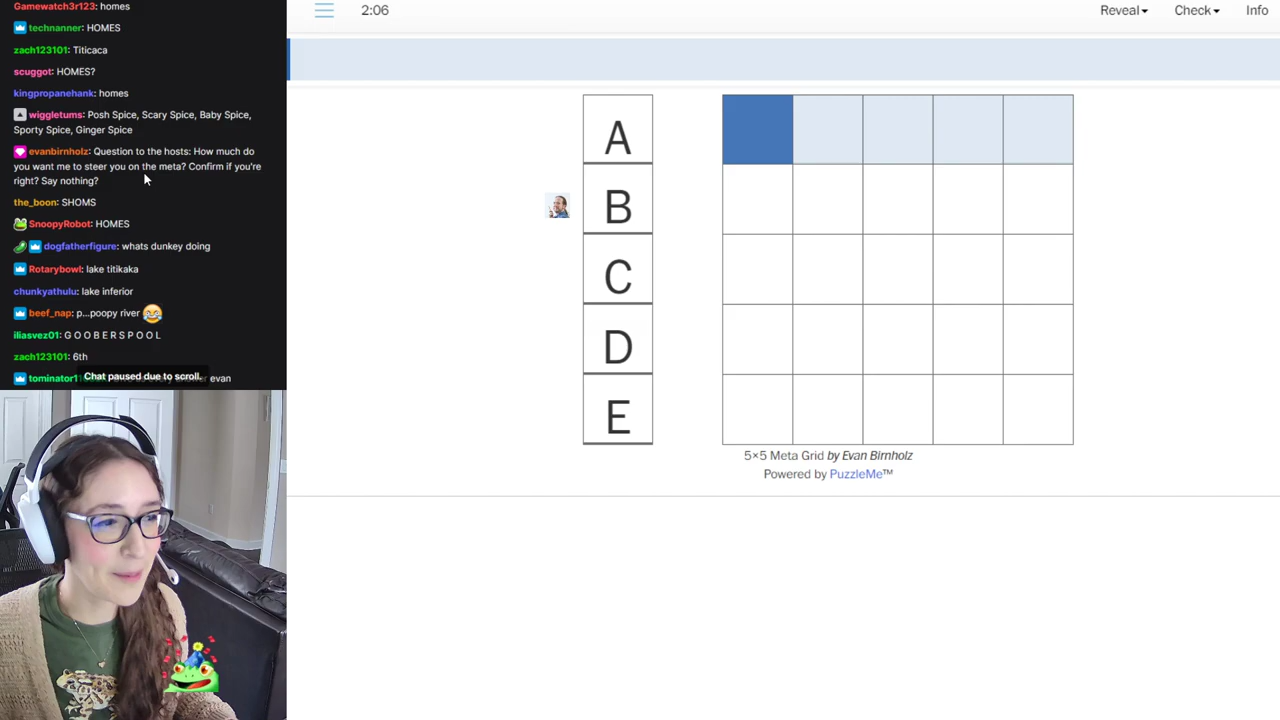 Gamewatch3r123: homes
technanner: HOMES
zach123101: Titicaca
scuggot: HOMES?
kingpropanehank: homes
wiggletums: Posh Spice, Scary Spice, Baby Spice,
Sporty Spice, Ginger Spice
evanbirnholz: Question to the hosts: How much do
you want me to steer you on the meta? Confirm if you're
right? Say nothing?
the_boon: SHOMS
SnoopyRobot: HOMES
dogfatherfigure: whats dunkey doing
Rotarybowl: lake titikaka
chunkyathulu: lake inferior
beef_nap: p...poopy river
iliasvez01: G O O B E R S P O O L
zach123101: 6th
Chat paused due to scroll.
evan
2:06
Reveal
Check
Info
A
B
C
D
E
5×5 Meta Grid by Evan Birnholz
Powered by PuzzleMe™